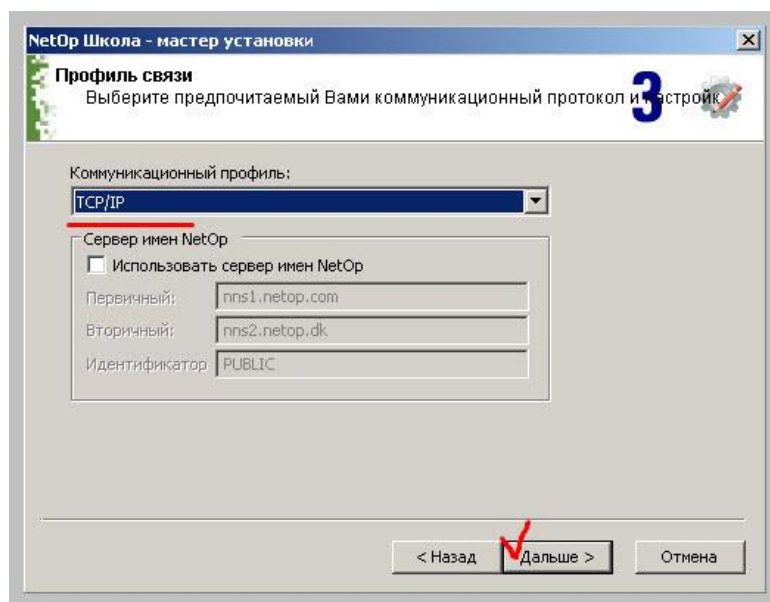 NetOp Школа - мастер установки
Профиль связи
Выберите предпочитаемый Вами коммуникационный протокол и настройк
3
Коммуникационный профиль:
TCP/IP
Сервер имен NetOp
Использовать сервер имен NetOp
Первичный: nns1.netop.com
Вторичный: nns2.netop.dk
Идентификатор PUBLIC
< Назад Дальше > Отмена